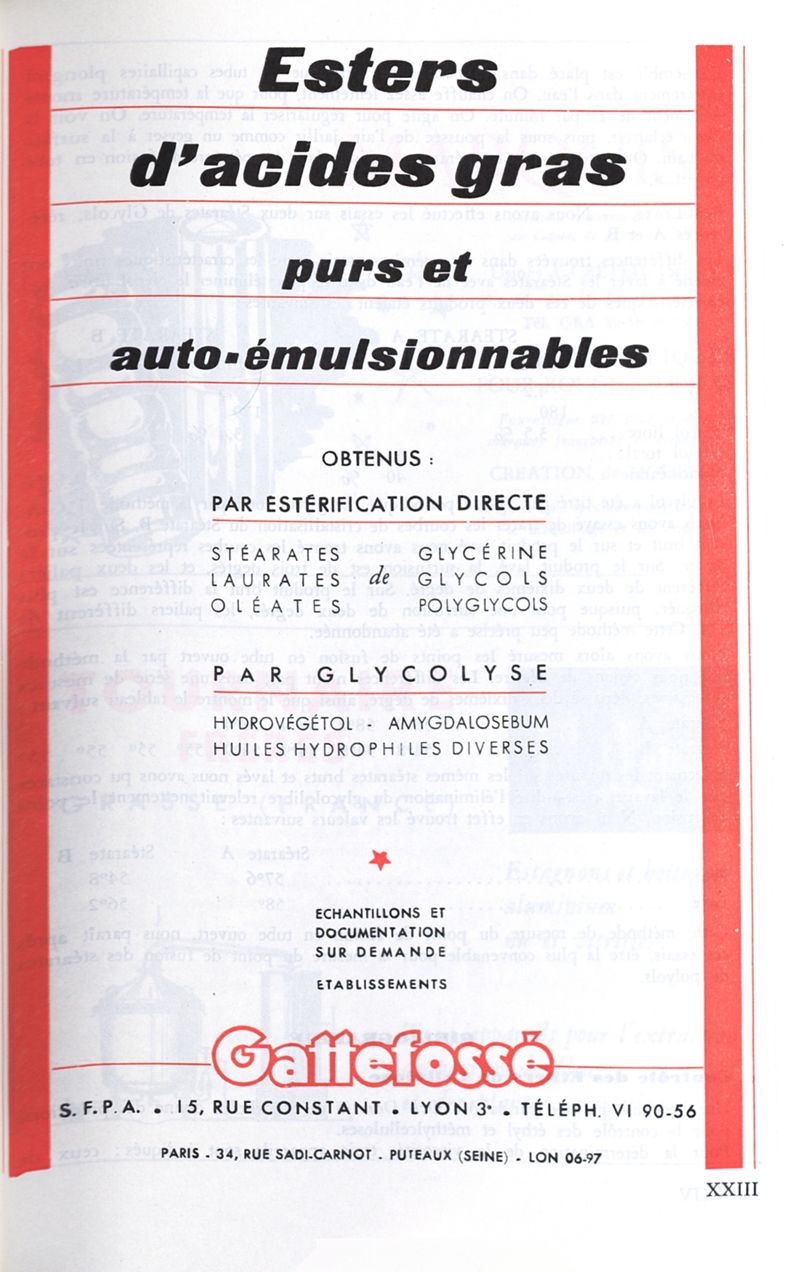 Esters
d'acides gras
purs et
auto-émulsionnables
OBTENUS :
PAR ESTÉRIFICATION DIRECTE
STÉARATES GLYCÉRINE
LAURATES de GLYCOLS
OLÉATES POLYGLYCOLS
PAR GLYCOLYSE
HYDROVÉGÉTOL - AMYGDALOSEBUM
HUILES HYDROPHILES DIVERSES
ECHANTILLONS ET
DOCUMENTATION
SUR DEMANDE
ETABLISSEMENTS
Gattefossé
S.F.P.A. • 15, RUE CONSTANT • LYON 3e • TÉLÉPH. VI 90-56
PARIS - 34, RUE SADI-CARNOT - PUTEAUX (SEINE) - LON 06-97
XXIII